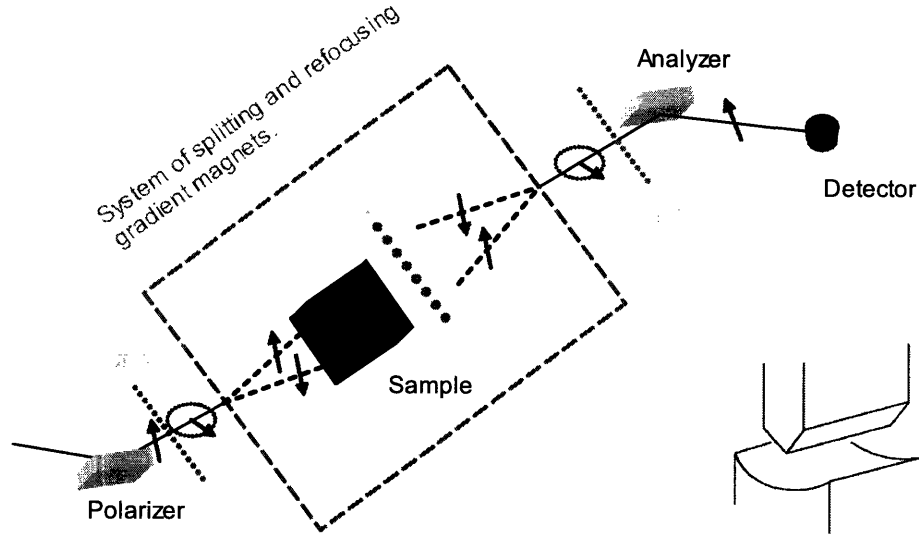 System of splitting and refocusing
gradient magnets.
Analyzer
Detector
Sample
Polarizer